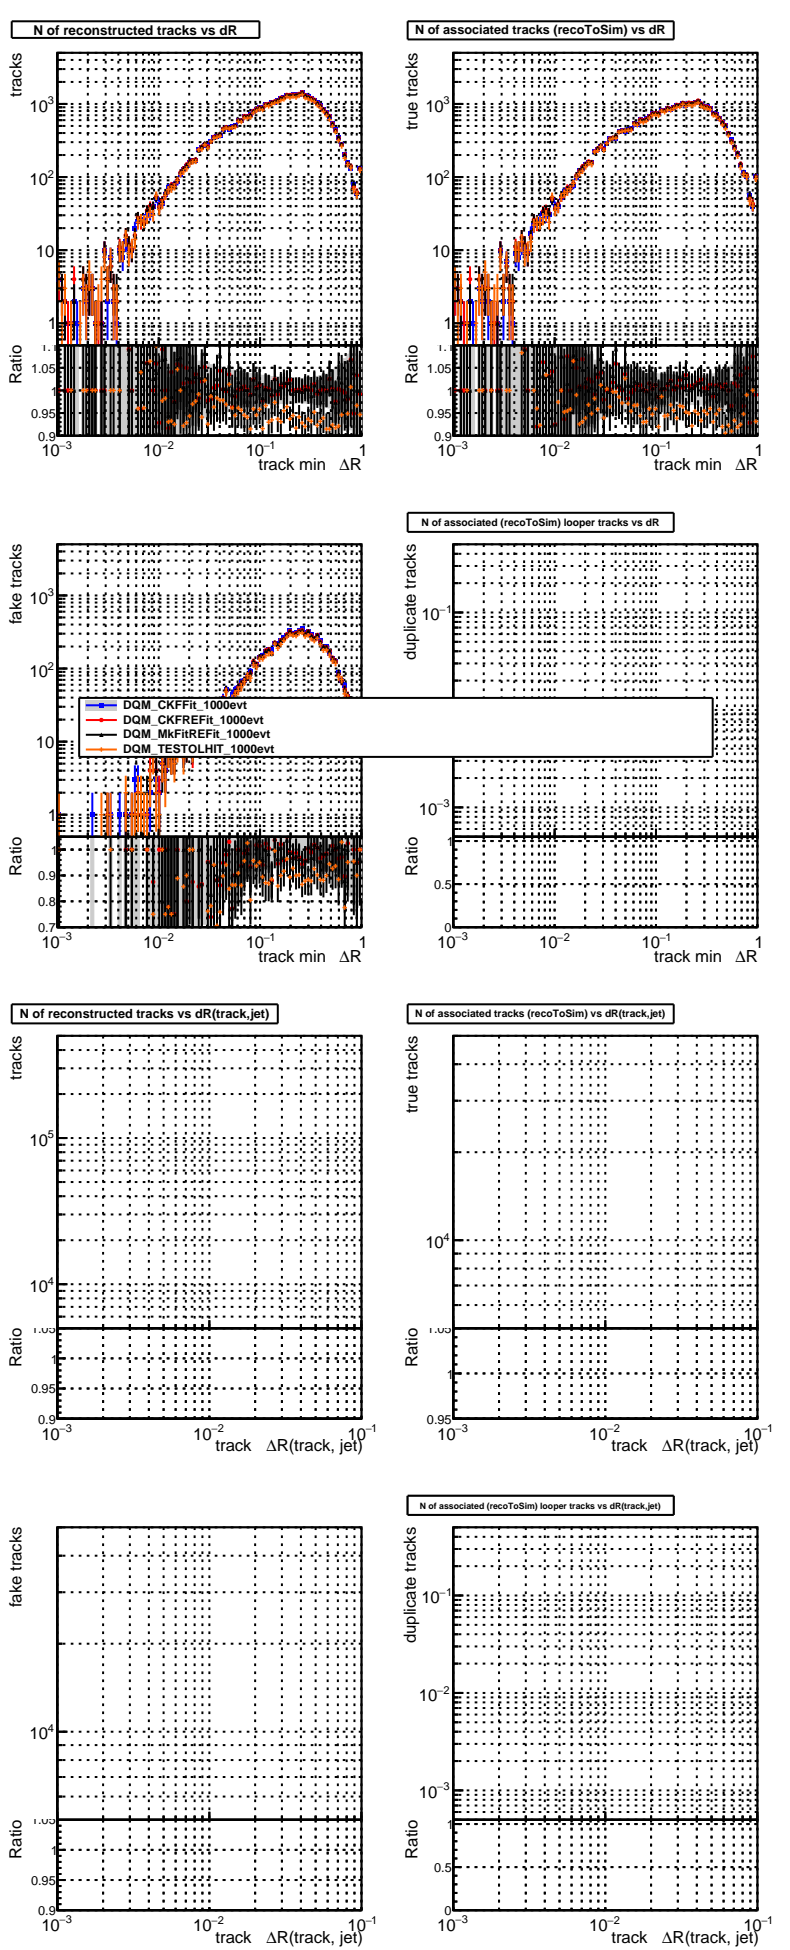 N of reconstructed tracks vs dR
tracks
10³
10²
10
1
Ratio
1.1
1.05
1
0.95
0.9
10⁻³
10⁻²
10⁻¹
1
track min ΔR
N of associated tracks (recoToSim) vs dR
true tracks
10³
10²
10
1
Ratio
1.1
1.05
1
0.95
0.9
10⁻³
10⁻²
10⁻¹
1
track min ΔR
fake tracks
10³
10²
10
1
Ratio
1
0.9
0.8
0.7
10⁻³
10⁻²
10⁻¹
1
track min ΔR
N of associated (recoToSim) looper tracks vs dR
duplicate tracks
10⁻¹
10⁻³
Ratio
1
0.5
0
10⁻³
10⁻²
10⁻¹
1
track min ΔR
DQM_CKFFit_1000evt
DQM_CKFREFit_1000evt
DQM_MkFitREFit_1000evt
DQM_TESTOLHIT_1000evt
N of reconstructed tracks vs dR(track,jet)
tracks
10⁵
10⁴
Ratio
1.05
1
0.95
0.9
10⁻³
10⁻²
10⁻¹
track ΔR(track, jet)
N of associated tracks (recoToSim) vs dR(track,jet)
true tracks
10⁴
Ratio
1.05
1
0.95
10⁻³
10⁻²
10⁻¹
track ΔR(track, jet)
fake tracks
10⁴
Ratio
1.05
1
0.95
0.9
10⁻³
10⁻²
10⁻¹
track ΔR(track, jet)
N of associated (recoToSim) looper tracks vs dR(track,jet)
duplicate tracks
10⁻¹
10⁻²
10⁻³
Ratio
1
0.5
0
10⁻³
10⁻²
10⁻¹
track ΔR(track, jet)